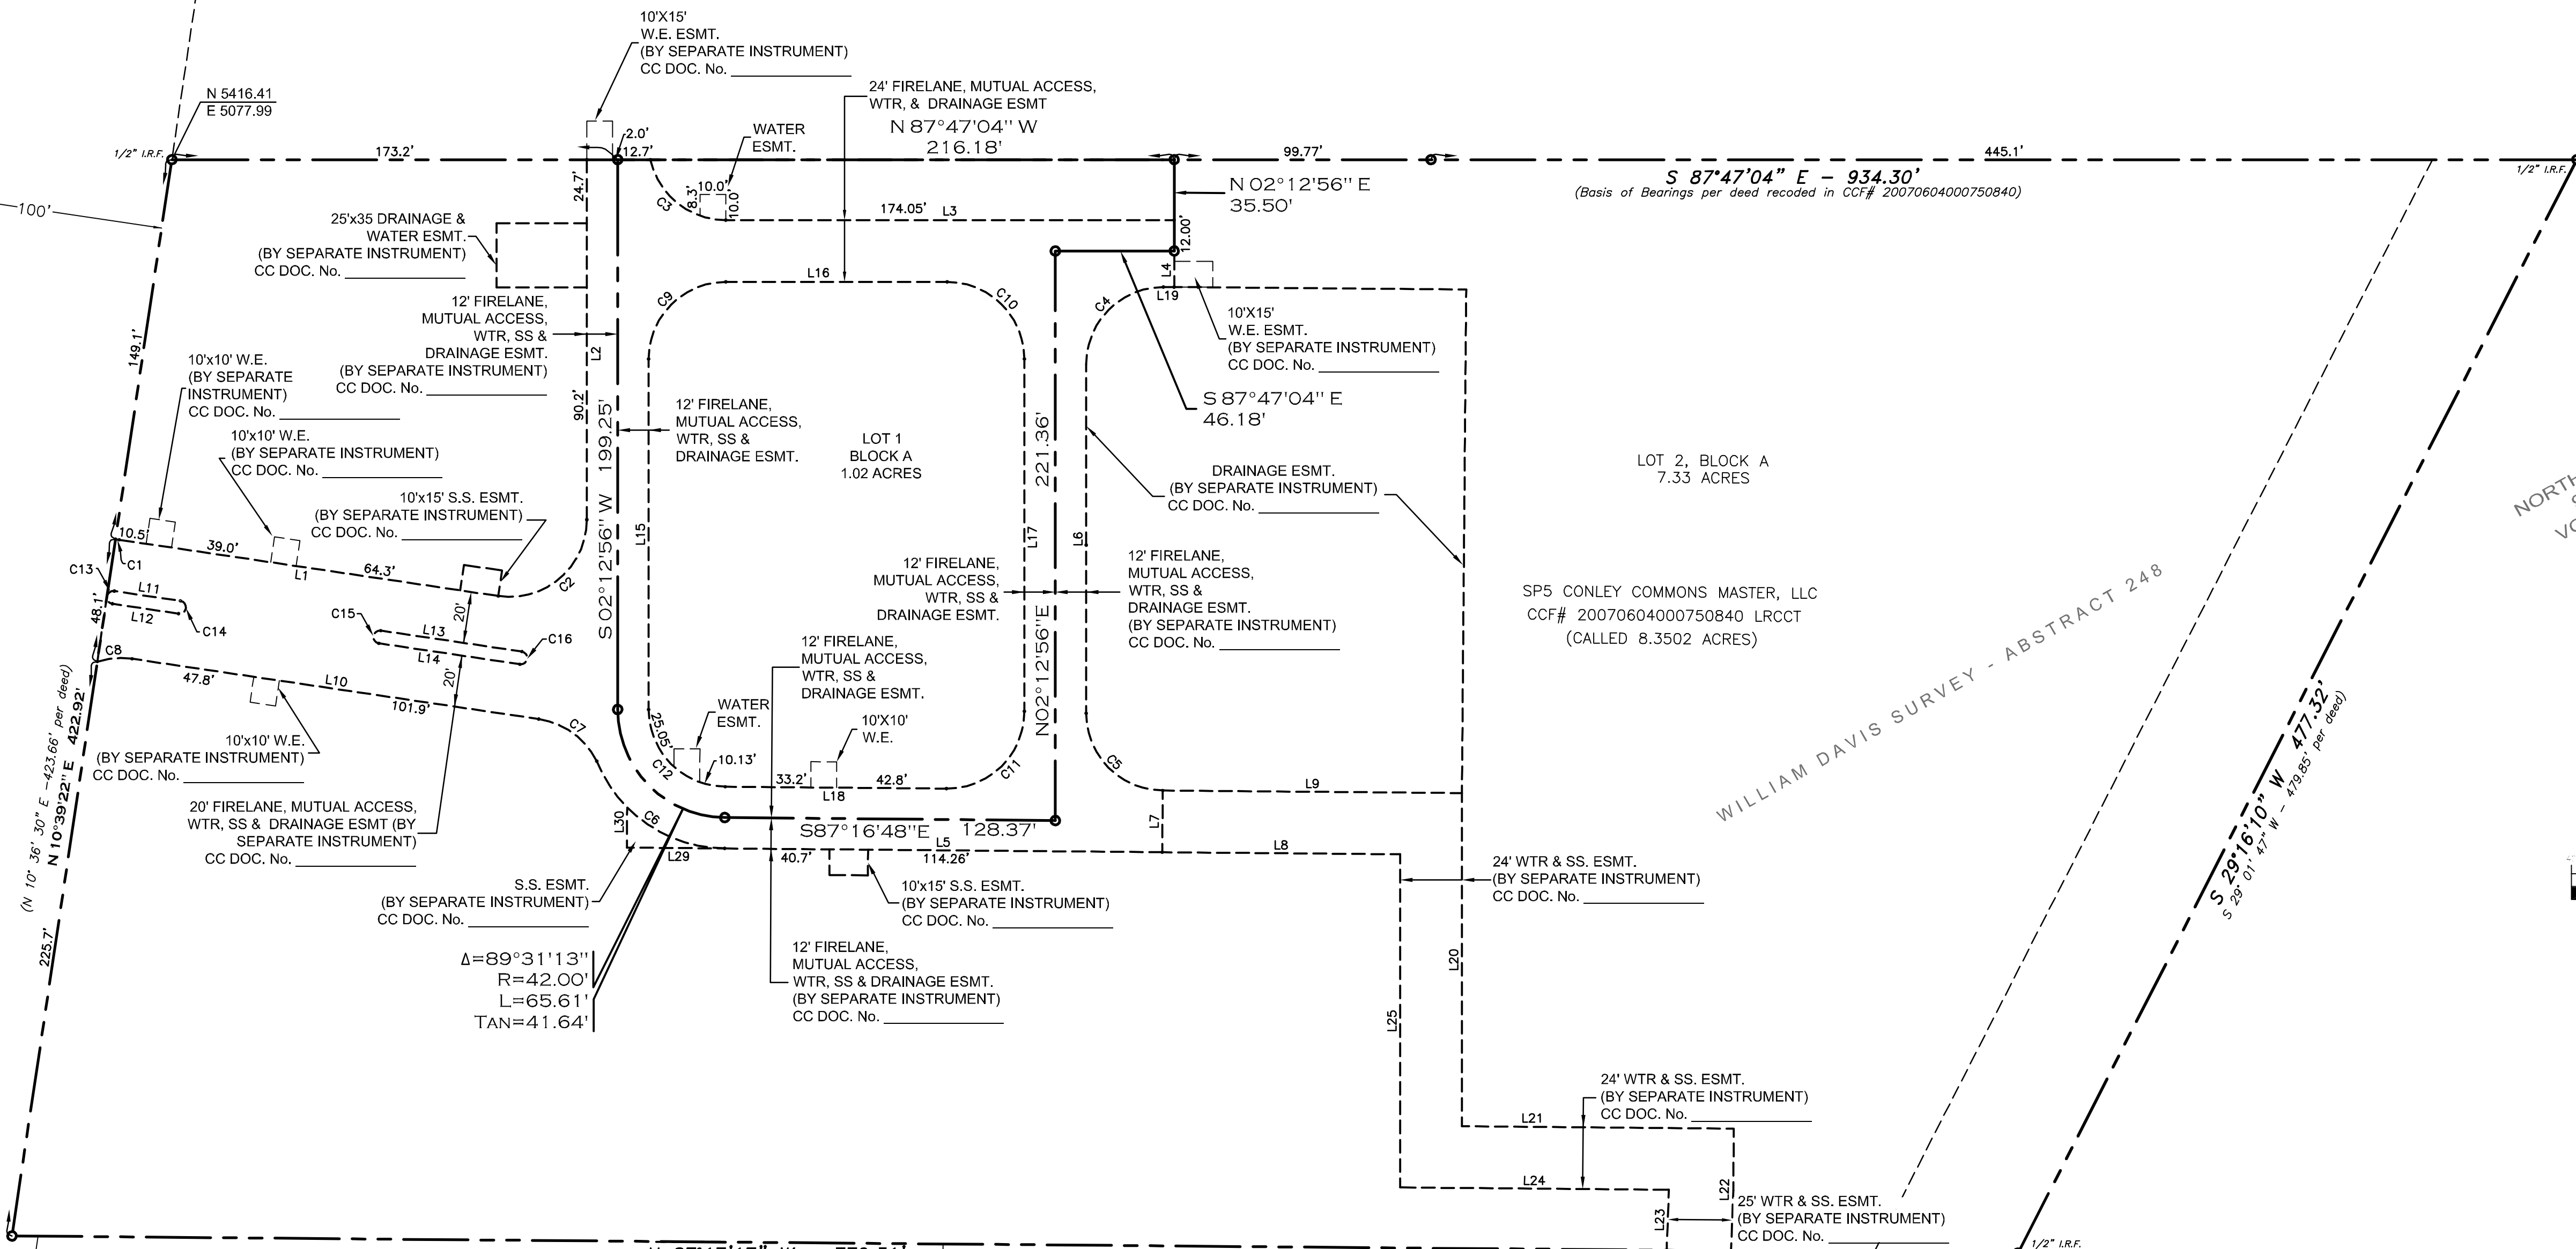 10'X15'
W.E. ESMT.
(BY SEPARATE INSTRUMENT)
CC DOC. No.
N 5416.41
E 5077.99
24' FIRELANE, MUTUAL ACCESS,
WTR, & DRAINAGE ESMT
N 87°47'04" W
216.18'
WATER
ESMT.
2.0'
12.7'
1/2" I.R.F.
173.2'
99.77'
445.1'
1/2" I.R.F.
S 87°47'04" E - 934.30'
(Basis of Bearings per deed recoded in CCF# 20070604000750840)
100'
24.7'
C3
8.3'
10.0'
10.0'
174.05'
L3
N 02°12'56" E
35.50'
12.00'
25'x35 DRAINAGE &
WATER ESMT.
(BY SEPARATE INSTRUMENT)
CC DOC. No.
L16
L4
L19
C9
C10
C4
12' FIRELANE,
MUTUAL ACCESS,
WTR, SS &
DRAINAGE ESMT.
(BY SEPARATE INSTRUMENT)
CC DOC. No.
L2
10'X15'
W.E. ESMT.
(BY SEPARATE INSTRUMENT)
CC DOC. No.
149.1'
10'x10' W.E.
(BY SEPARATE
INSTRUMENT)
CC DOC. No.
90.2'
S 87°47'04" E
46.18'
12' FIRELANE,
MUTUAL ACCESS,
WTR, SS &
DRAINAGE ESMT.
LOT 1
BLOCK A
1.02 ACRES
S 02°12'56" W 199.25'
N02°12'56"E 221.36'
10'x10' W.E.
(BY SEPARATE INSTRUMENT)
CC DOC. No.
DRAINAGE ESMT.
(BY SEPARATE INSTRUMENT)
CC DOC. No.
LOT 2, BLOCK A
7.33 ACRES
10'x15' S.S. ESMT.
(BY SEPARATE INSTRUMENT)
CC DOC. No.
10.5'
C1
39.0'
L1
64.3'
C2
L15
L17
L6
12' FIRELANE,
MUTUAL ACCESS,
WTR, SS &
DRAINAGE ESMT.
12' FIRELANE,
MUTUAL ACCESS,
WTR, SS &
DRAINAGE ESMT.
(BY SEPARATE INSTRUMENT)
CC DOC. No.
SP5 CONLEY COMMONS MASTER, LLC
CCF# 20070604000750840 LRCCT
(CALLED 8.3502 ACRES)
WILLIAM DAVIS SURVEY - ABSTRACT 248
NORTH
C13
L11
L12
C14
48.1'
C15
L13
L14
C16
20'
20'
C8
47.8'
L10
101.9'
C7
12' FIRELANE,
MUTUAL ACCESS,
WTR, SS &
DRAINAGE ESMT.
WATER
ESMT.
10'X10'
W.E.
25.05'
C12
10.13'
33.2'
L18
42.8'
C11
C5
L9
N 10°39'22" E 422.92'
(N 10° 36' 30" E -423.66' per deed)
10'x10' W.E.
(BY SEPARATE INSTRUMENT)
CC DOC. No.
S 29°16'10" W 477.32'
S 29° 01' 47" W - 479.85' per deed)
20' FIRELANE, MUTUAL ACCESS,
WTR, SS & DRAINAGE ESMT (BY
SEPARATE INSTRUMENT)
CC DOC. No.
L30
C6
L29
S87°16'48"E 128.37'
L5
40.7'
114.26'
L7
L8
S.S. ESMT.
(BY SEPARATE INSTRUMENT)
CC DOC. No.
10'x15' S.S. ESMT.
(BY SEPARATE INSTRUMENT)
CC DOC. No.
24' WTR & SS. ESMT.
(BY SEPARATE INSTRUMENT)
CC DOC. No.
225.7'
Δ=89°31'13"
R=42.00'
L=65.61'
TAN=41.64'
12' FIRELANE,
MUTUAL ACCESS,
WTR, SS & DRAINAGE ESMT.
(BY SEPARATE INSTRUMENT)
CC DOC. No.
L20
L25
24' WTR & SS. ESMT.
(BY SEPARATE INSTRUMENT)
CC DOC. No.
L21
L24
L22
L23
25' WTR & SS. ESMT.
(BY SEPARATE INSTRUMENT)
CC DOC. No.
1/2" I.R.F.